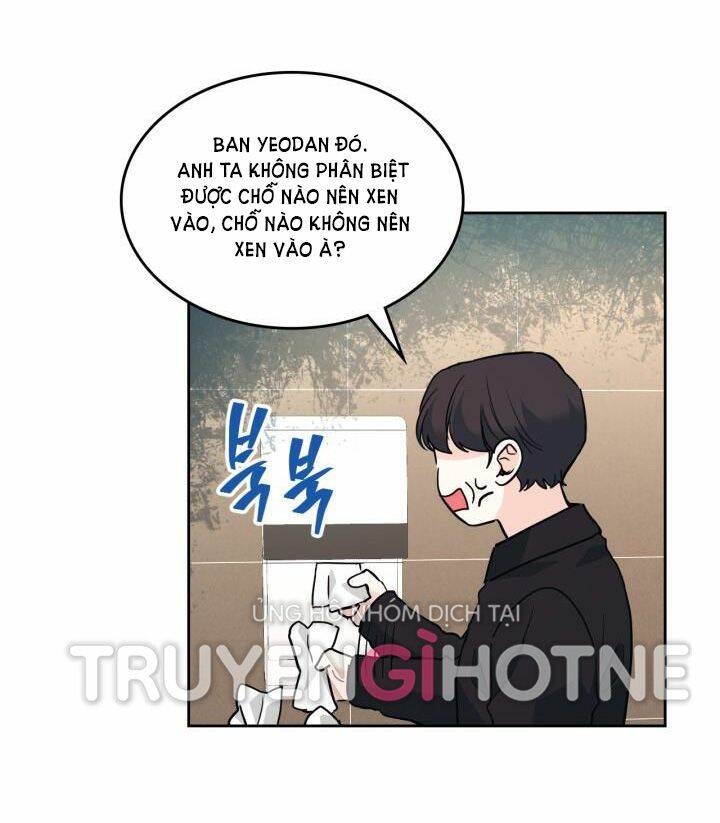 BAN YEODAN ĐÓ.
ANH TA KHÔNG PHÂN BIỆT
ĐƯỢC CHỖ NÀO NÊN XEN
VÀO, CHỖ NÀO KHÔNG NÊN
XEN VÀO À?
북북
ỦNG HỘ NHÓM DỊCH TẠI
TRUYENGÌHOTNE